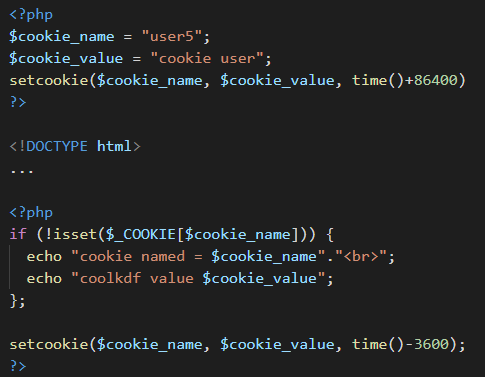 <?php
$cookie_name = "user5";
$cookie_value = "cookie user";
setcookie($cookie_name, $cookie_value, time()+86400)
?>
<!DOCTYPE html>
...
<?php
if (!isset($_COOKIE[$cookie_name])) {
  echo "cookie named = $cookie_name"."<br>";
  echo "coolkdf value $cookie_value";
};
setcookie($cookie_name, $cookie_value, time()-3600);
?>